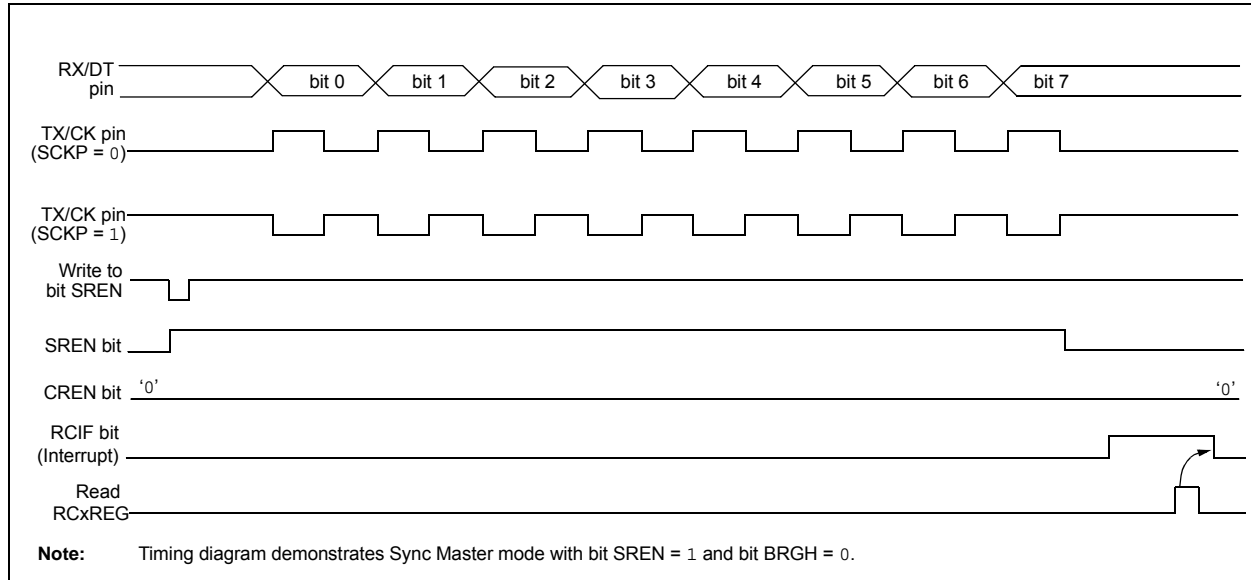 RX/DT
pin
bit 0 bit 1 bit 2 bit 3 bit 4 bit 5 bit 6 bit 7
TX/CK pin
(SCKP = 0)
TX/CK pin
(SCKP = 1)
Write to
bit SREN
SREN bit
CREN bit ‘0’ ‘0’
RCIF bit
(Interrupt)
Read
RCxREG
Note: Timing diagram demonstrates Sync Master mode with bit SREN = 1 and bit BRGH = 0.